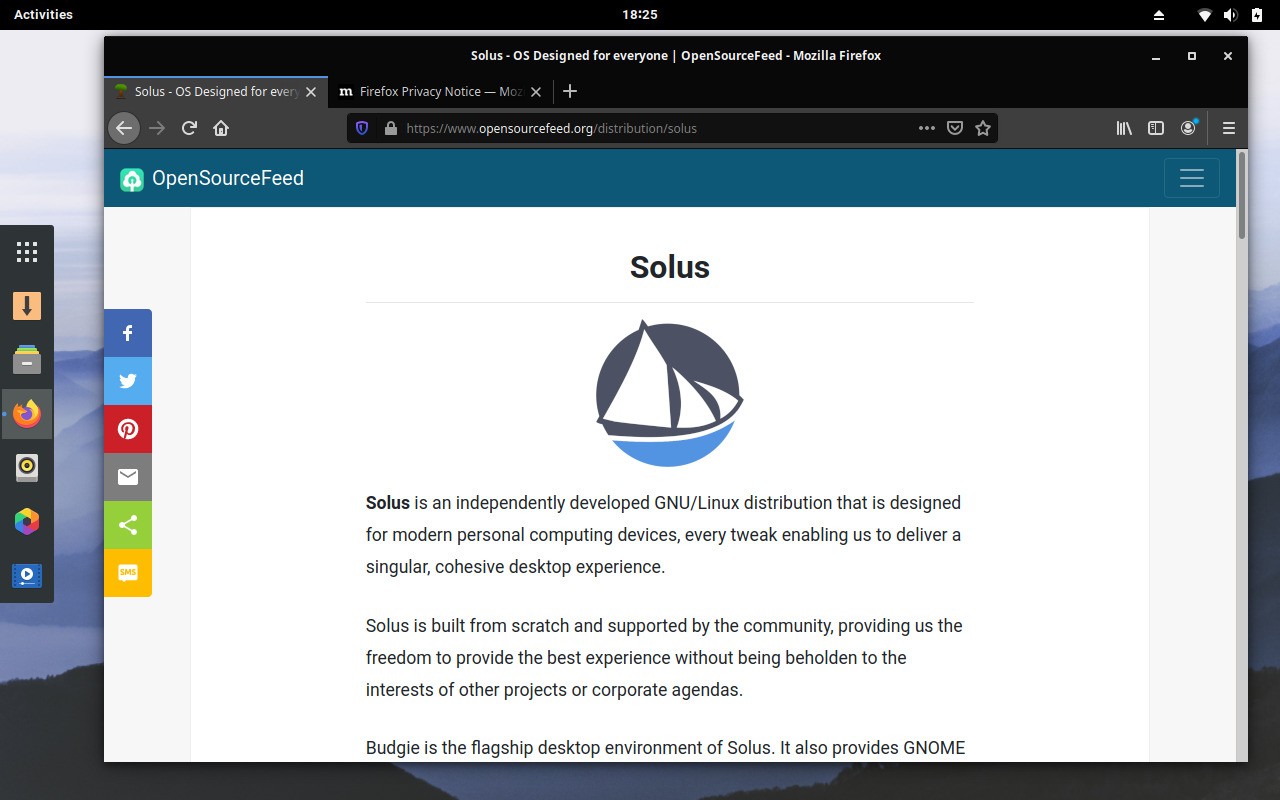 Activities
18:25
Solus - OS Designed for everyone | OpenSourceFeed - Mozilla Firefox
Solus - OS Designed for every
m Firefox Privacy Notice — Moz
https://www.opensourcefeed.org/distribution/solus
OpenSourceFeed
Solus
Solus is an independently developed GNU/Linux distribution that is designed
for modern personal computing devices, every tweak enabling us to deliver a
singular, cohesive desktop experience.
SMS
Solus is built from scratch and supported by the community, providing us the
freedom to provide the best experience without being beholden to the
interests of other projects or corporate agendas.
Budgie is the flagship desktop environment of Solus. It also provides GNOME